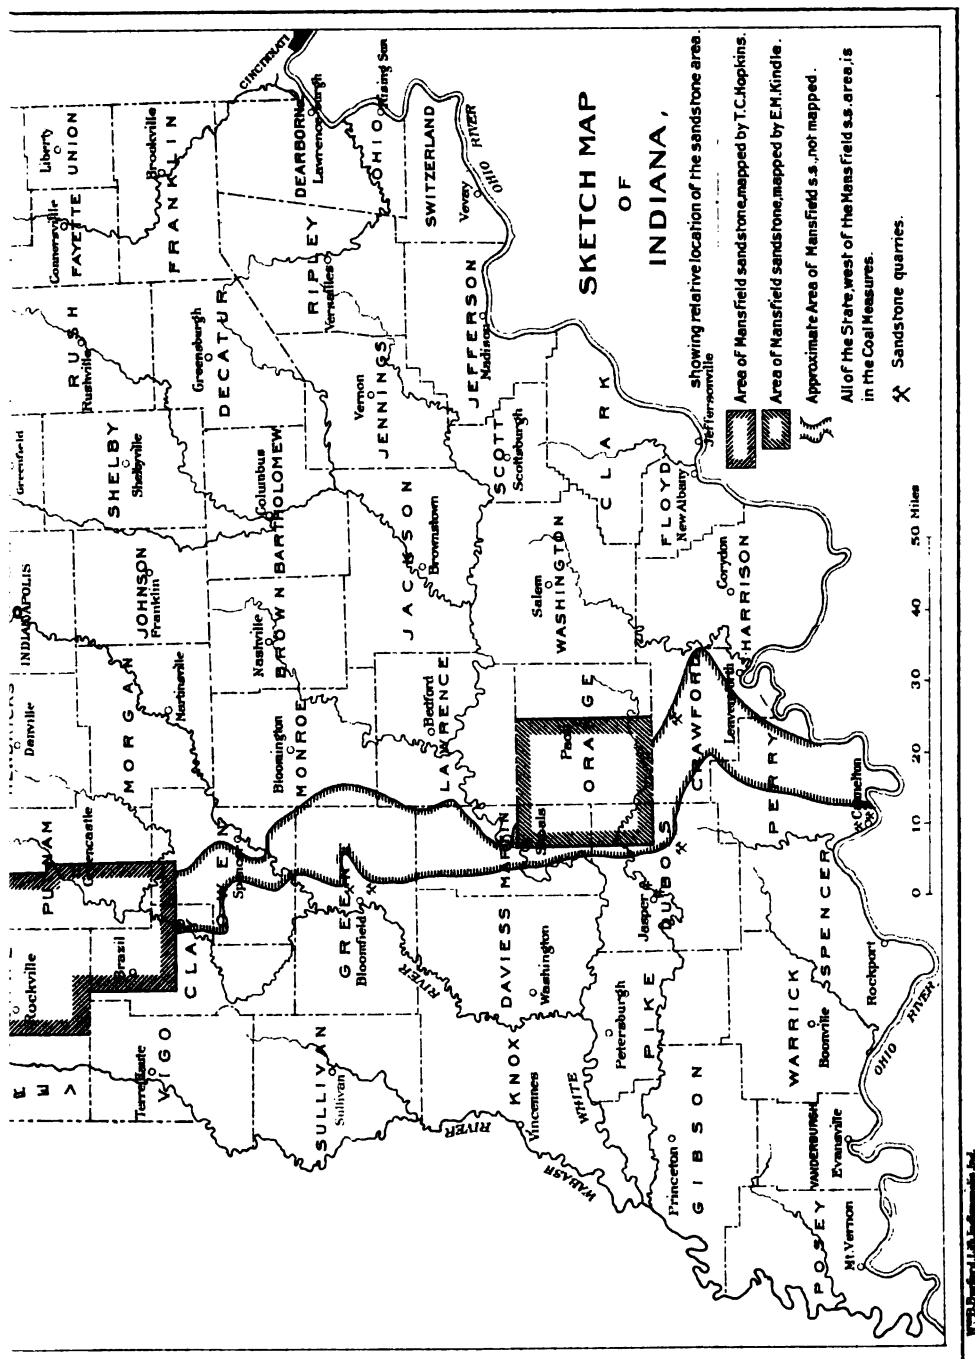 SKETCH MAP
OF
INDIANA,
showing relative location of the sandstone area.
Area of Mansfield sandstone, mapped by T.C. Hopkins.
Area of Mansfield sandstone, mapped by E.M. Kindle.
Approximate Area of Mansfield s.s., not mapped.
All of the State, west of the Mansfield s.s. area, is
in the Coal Measures.
Sandstone quarries.
0 10 20 30 40 50 Miles
CINCINNATI
Liberty
UNION
Connersville
FAYETTE
Brookville
FRANKLIN
DEARBORN
Lawrenceburgh
Rising Sun
OHIO
SWITZERLAND
Vevay
OHIO RIVER
RIPLEY
Versailles
RUSH
Rushville
Greensburgh
DECATUR
JEFFERSON
Madison
Vernon
JENNINGS
Greenfield
SHELBY
Shelbyville
Columbus
BARTHOLOMEW
SCOTT
Scottsburgh
CLARK
Jeffersonville
FLOYD
New Albany
JACKSON
Brownstown
Salem
WASHINGTON
Corydon
HARRISON
INDIANAPOLIS
JOHNSON
Franklin
Nashville
BROWN
Danville
MORGAN
Martinsville
Bloomington
MONROE
Bedford
LAWRENCE
ORANGE
CRAWFORD
Leavenworth
PERRY
Cannelton
Greencastle
PUTNAM
OWEN
Spencer
MARTIN
Shoals
DUBOIS
Jasper
SPENCER
Rockport
Rockville
Brazil
CLAY
GREENE
Bloomfield
RIVER
DAVIESS
Washington
Petersburgh
PIKE
WARRICK
Boonville
OHIO RIVER
Terre Haute
VIGO
SULLIVAN
Sullivan
KNOX
Vincennes
WHITE
WABASH
RIVER
Princeton
GIBSON
VANDERBURGH
Evansville
POSEY
Mt. Vernon